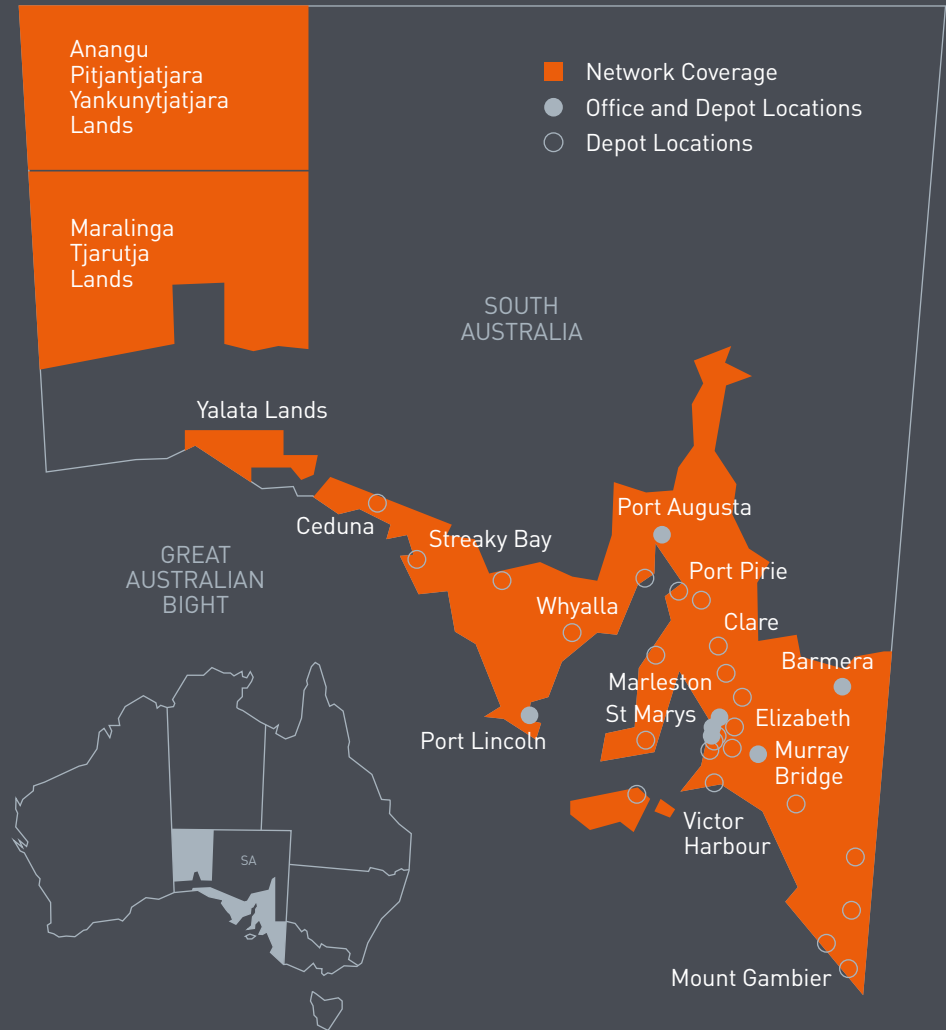 Anangu
Pitjantjatjara
Yankunytjatjara
Lands
Network Coverage
Office and Depot Locations
Depot Locations
Maralinga
Tjarutja
Lands
SOUTH
AUSTRALIA
Yalata Lands
Ceduna
Streaky Bay
Port Augusta
GREAT
AUSTRALIAN
BIGHT
Port Pirie
Whyalla
Clare
Barmera
Marleston
St Marys
Elizabeth
Port Lincoln
Murray
Bridge
Victor
Harbour
SA
Mount Gambier